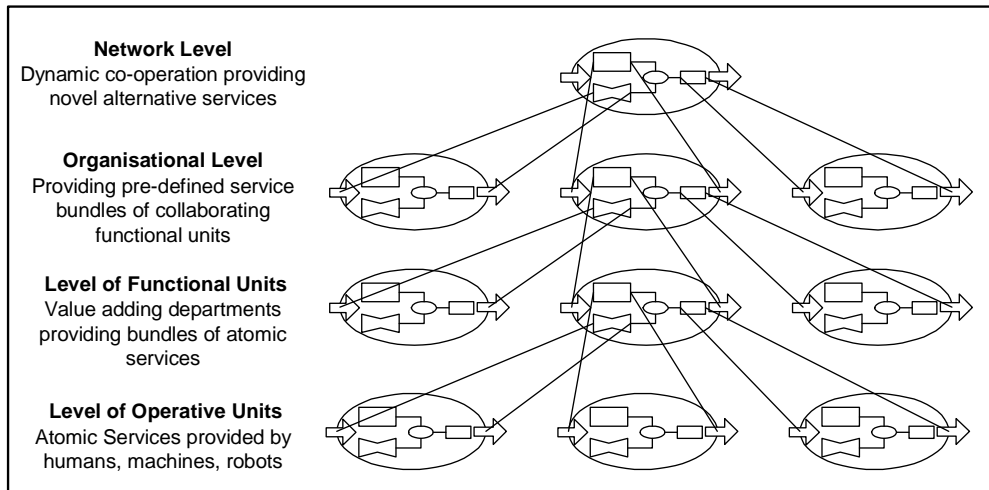 Network Level
Dynamic co-operation providing
novel alternative services
Organisational Level
Providing pre-defined service
bundles of collaborating
functional units
Level of Functional Units
Value adding departments
providing bundles of atomic
services
Level of Operative Units
Atomic Services provided by
humans, machines, robots